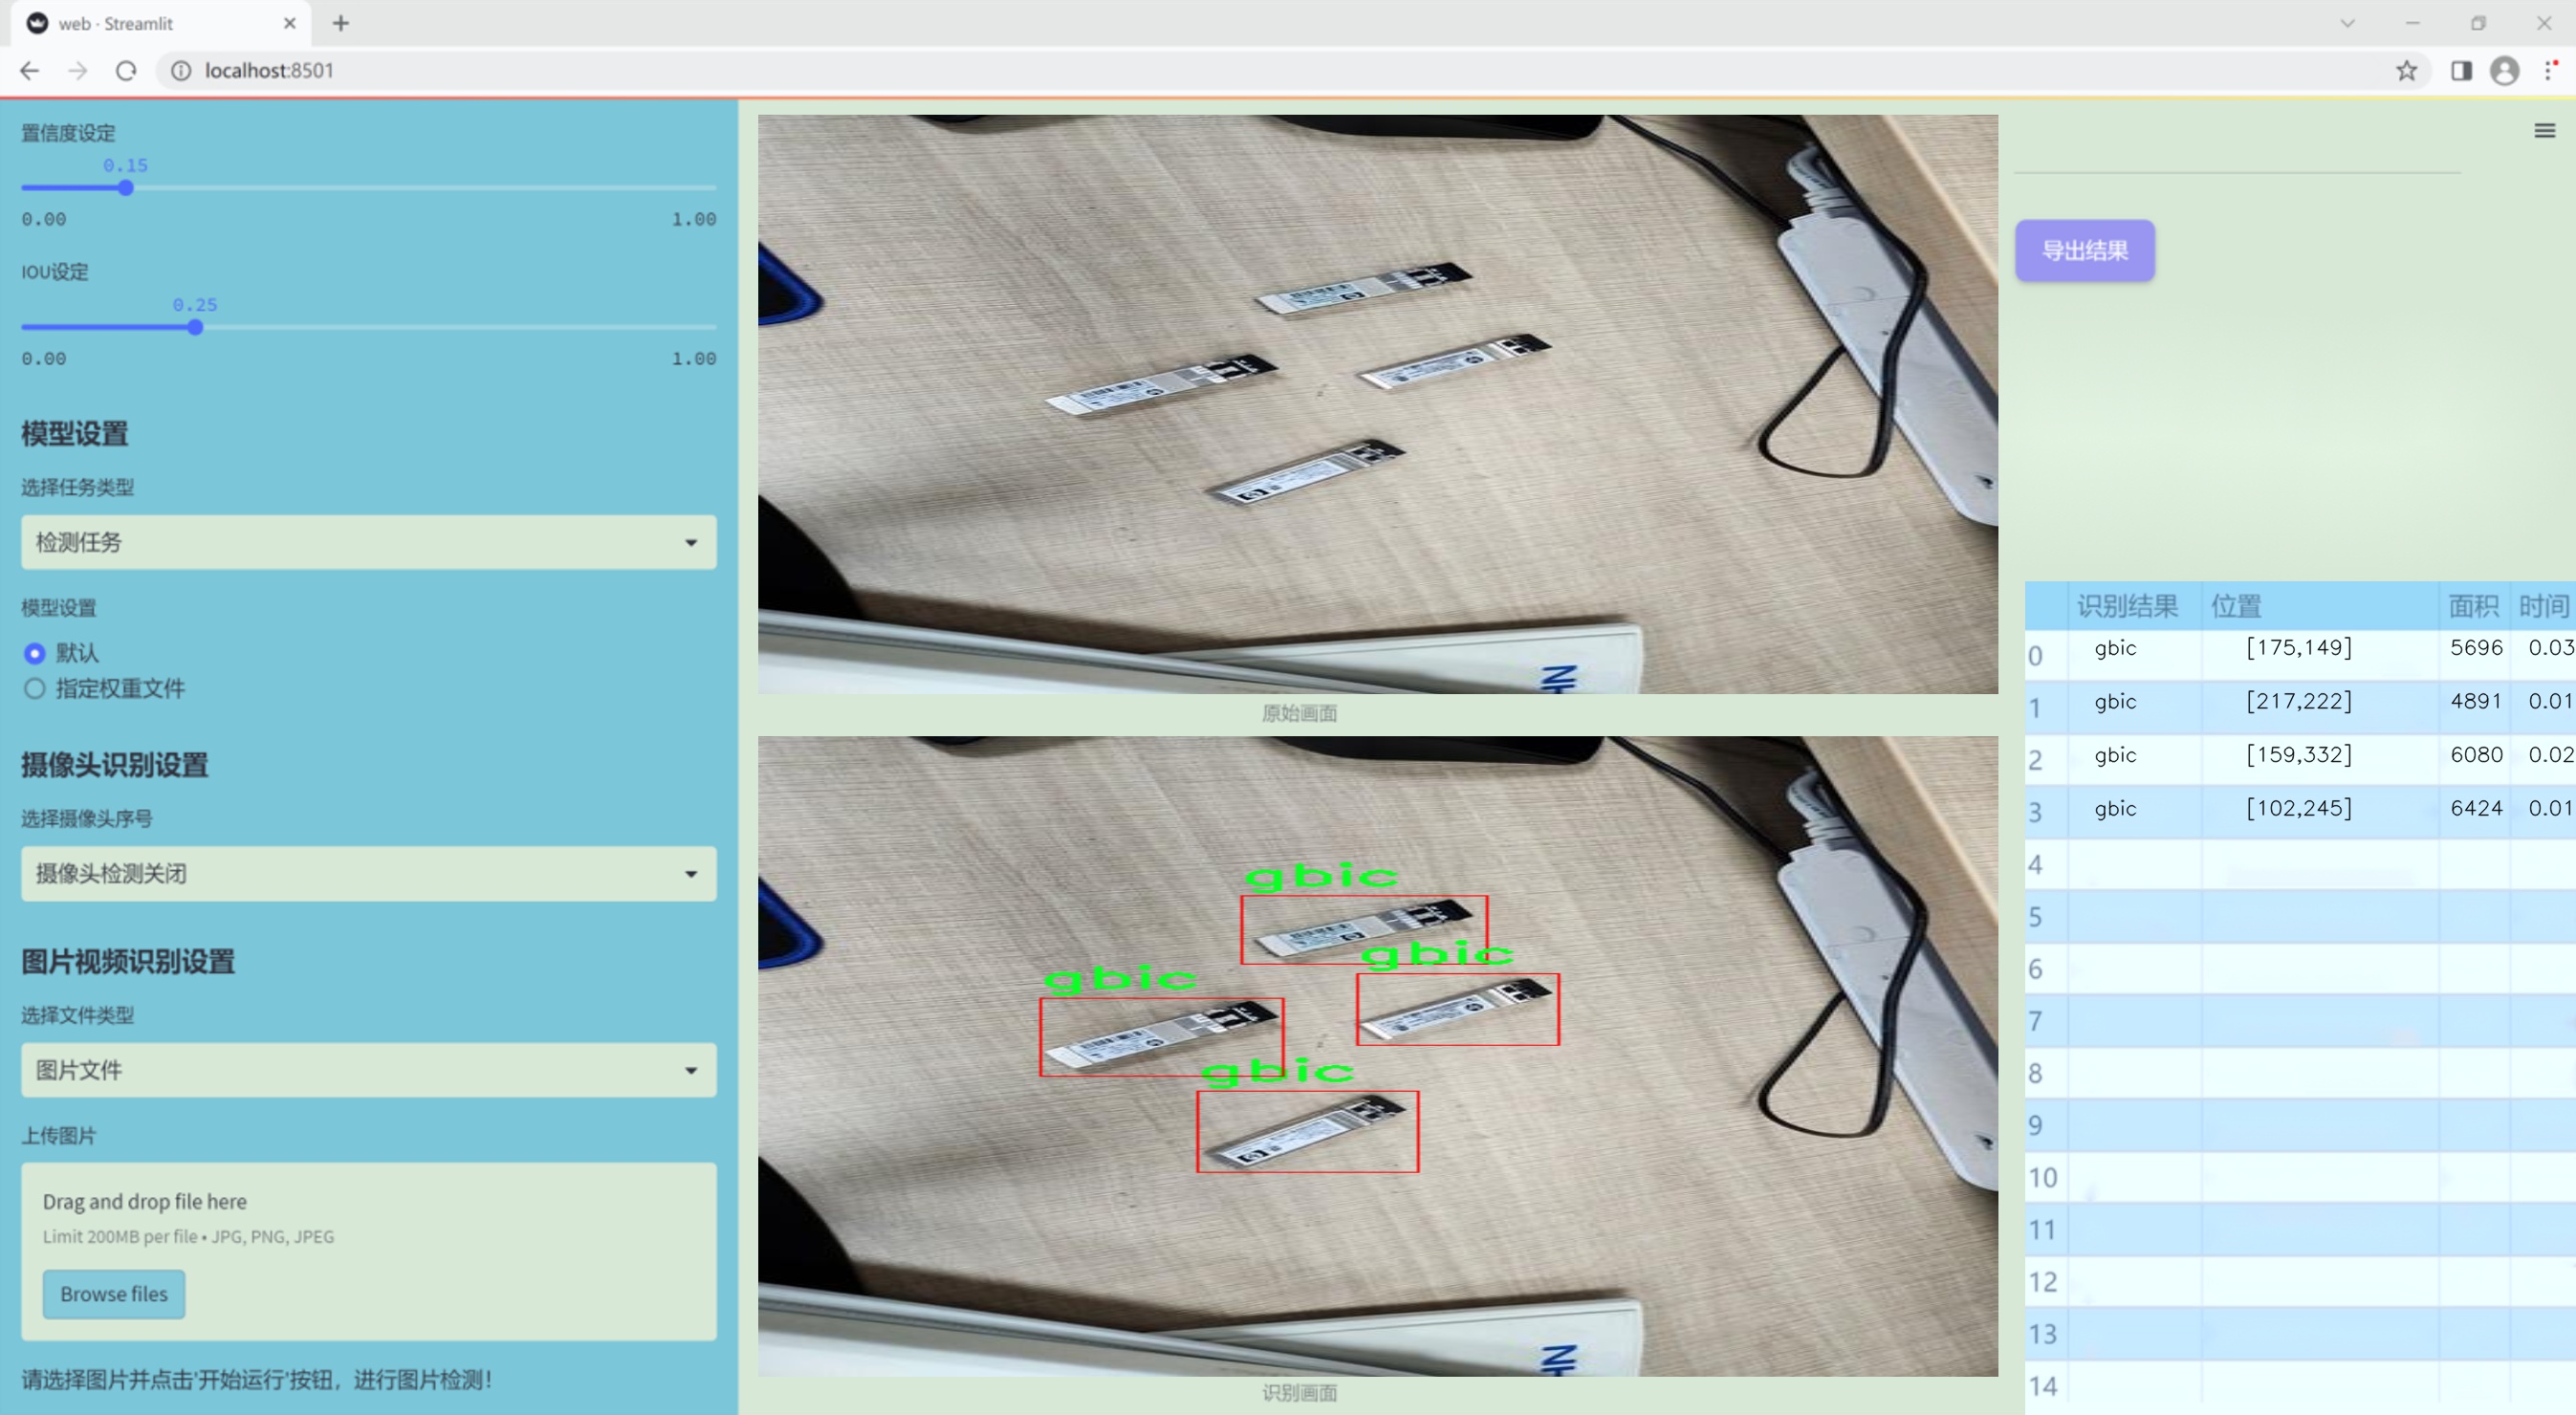 web · Streamlit
localhost:8501
置信度设定
0.15
0.00 1.00
IOU设定
0.25
0.00 1.00
模型设置
选择任务类型
检测任务
模型设置
默认
指定权重文件
摄像头识别设置
选择摄像头序号
摄像头检测关闭
图片视频识别设置
选择文件类型
图片文件
上传图片
Drag and drop file here
Limit 200MB per file • JPG, PNG, JPEG
Browse files
请选择图片并点击'开始运行'按钮，进行图片检测！
原始画面
gbic
gbic
gbic
gbic
识别画面
导出结果
识别结果 位置 面积 时间
0 gbic [175,149] 5696 0.03
1 gbic [217,222] 4891 0.01
2 gbic [159,332] 6080 0.02
3 gbic [102,245] 6424 0.01
4
5
6
7
8
9
10
11
12
13
14